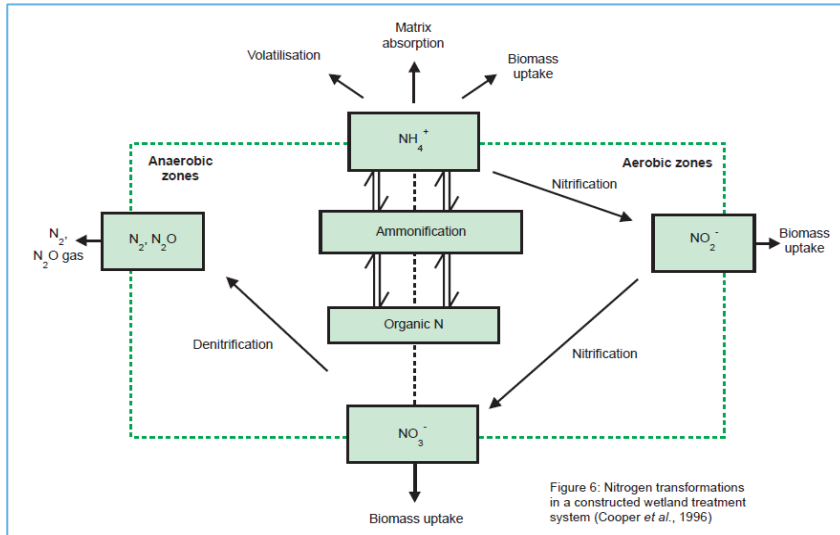 Matrix
absorption
Volatilisation
Biomass
uptake
NH₄⁺
Anaerobic
zones
Aerobic zones
Nitrification
Ammonification
N₂,
N₂O gas
N₂, N₂O
NO₂⁻
Biomass
uptake
Organic N
Denitrification
Nitrification
NO₃⁻
Biomass uptake
Figure 6: Nitrogen transformations
in a constructed wetland treatment
system (Cooper et al., 1996)